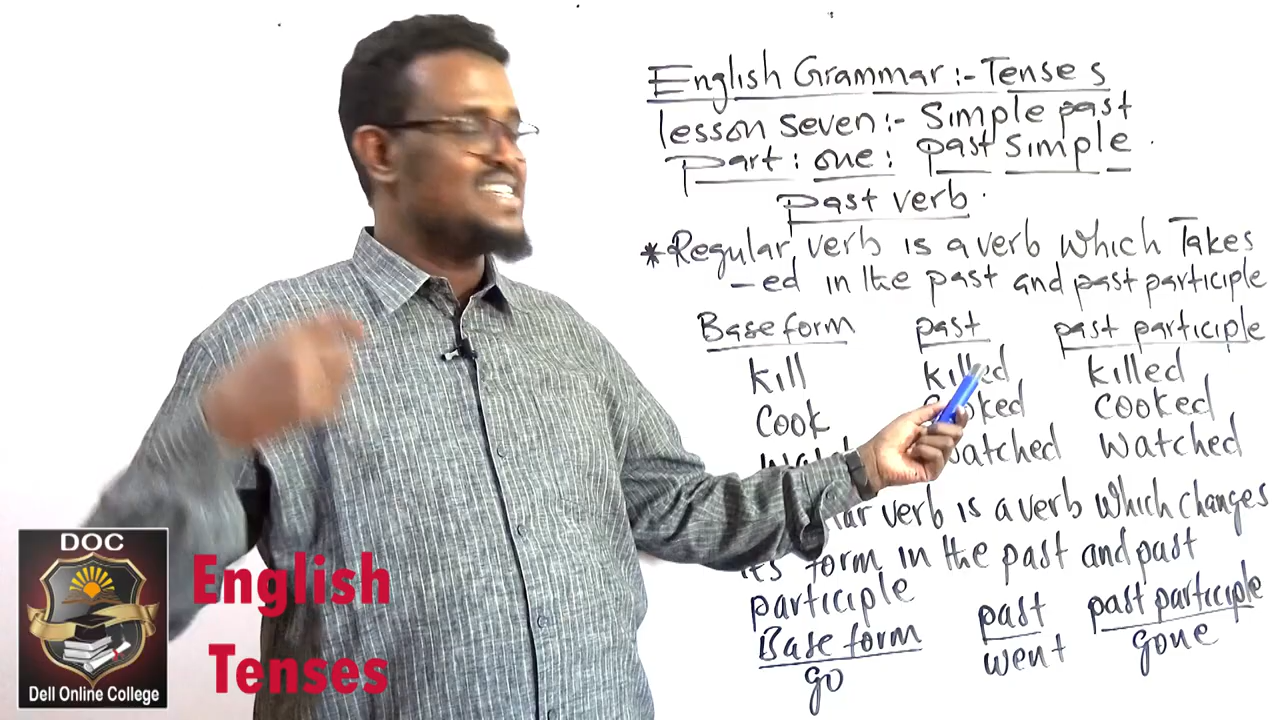 English Grammar:- Tenses
lesson seven:- Simple past
Part: one: past simple
Past verb.
* Regular verb is a verb which Takes
-ed in the past and past participle
Base form past past participle
kill killed killed
Cook cooked cooked
watched watched
verb is a verb which changes
its form in the past and past
participle
Base form past past participle
go went gone
DOC
Dell Online College
English
Tenses